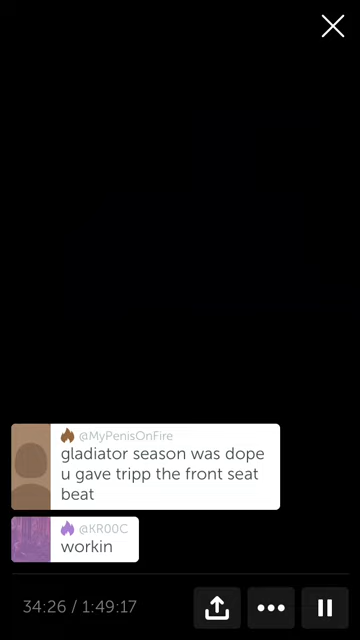 @MyPenisOnFire
gladiator season was dope
u gave tripp the front seat
beat
@KR00C
workin
34:26 / 1:49:17